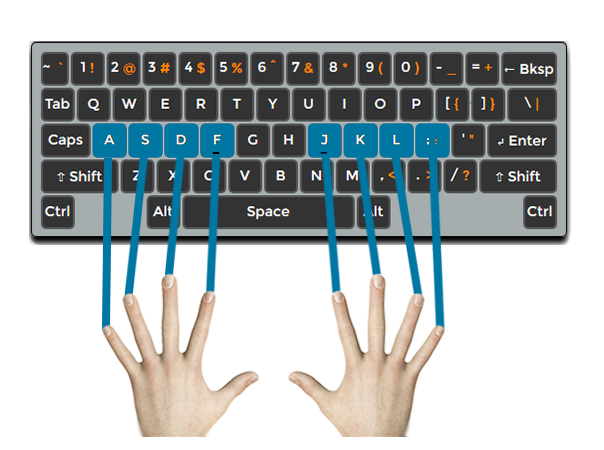 ~ ` 1 ! 2 @ 3 # 4 $ 5 % 6 ^ 7 & 8 * 9 ( 0 ) - _ = + ← Bksp
Tab Q W E R T Y U I O P [ { ] } \ |
Caps A S D F G H J K L ; : ' " ↲ Enter
⇧ Shift Z X C V B N M , < . > / ? ⇧ Shift
Ctrl Alt Space Alt Ctrl